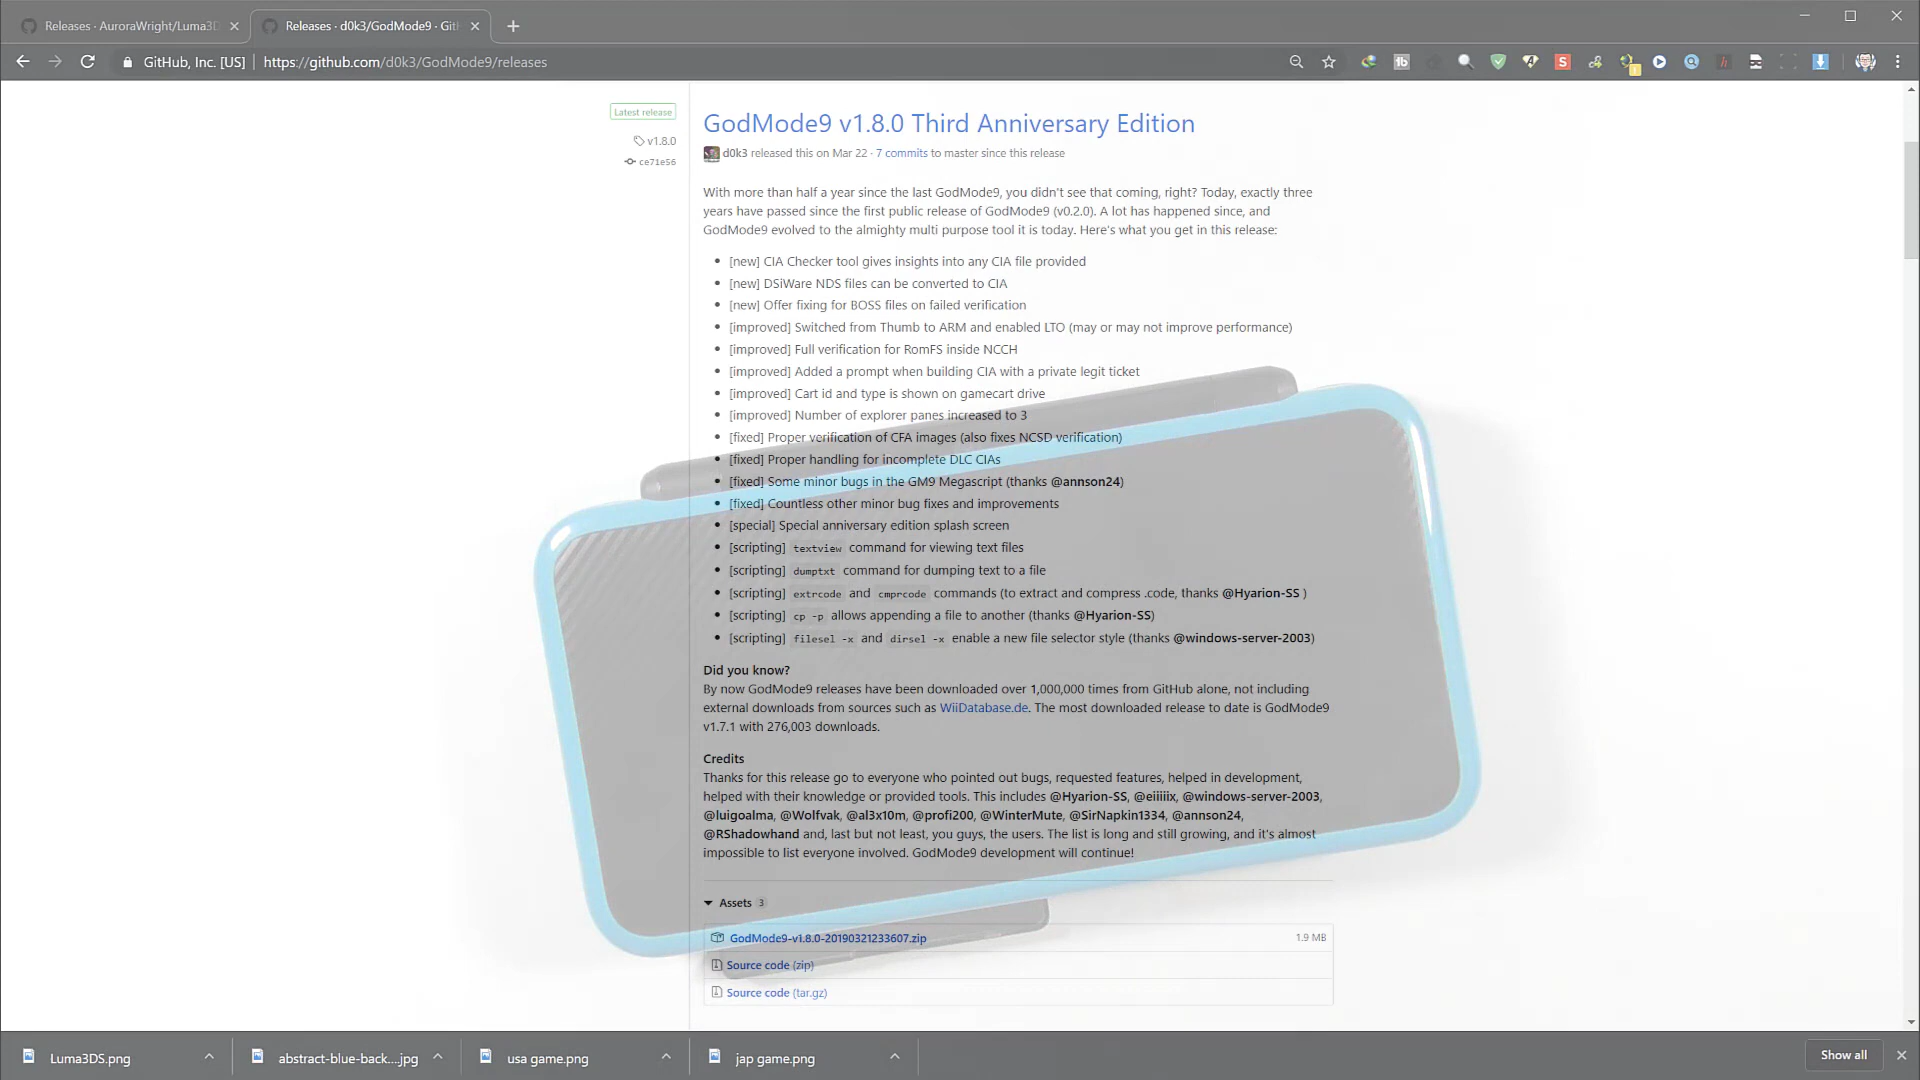 Releases · AuroraWright/Luma3D
Releases · d0k3/GodMode9 · Git
GitHub, Inc. [US]
https://github.com/d0k3/GodMode9/releases
Latest release
v1.8.0
ce71e56
GodMode9 v1.8.0 Third Anniversary Edition
d0k3 released this on Mar 22 · 7 commits to master since this release
With more than half a year since the last GodMode9, you didn't see that coming, right? Today, exactly three
years have passed since the first public release of GodMode9 (v0.2.0). A lot has happened since, and
GodMode9 evolved to the almighty multi purpose tool it is today. Here's what you get in this release:
• [new] CIA Checker tool gives insights into any CIA file provided
• [new] DSiWare NDS files can be converted to CIA
• [new] Offer fixing for BOSS files on failed verification
• [improved] Switched from Thumb to ARM and enabled LTO (may or may not improve performance)
• [improved] Full verification for RomFS inside NCCH
• [improved] Added a prompt when building CIA with a private legit ticket
• [improved] Cart id and type is shown on gamecart drive
• [improved] Number of explorer panes increased to 3
• [fixed] Proper verification of CFA images (also fixes NCSD verification)
• [fixed] Proper handling for incomplete DLC CIAs
• [fixed] Some minor bugs in the GM9 Megascript (thanks @annson24)
• [fixed] Countless other minor bug fixes and improvements
• [special] Special anniversary edition splash screen
• [scripting] textview command for viewing text files
• [scripting] dumptxt command for dumping text to a file
• [scripting] extrcode and cmprcode commands (to extract and compress .code, thanks @Hyarion-SS )
• [scripting] cp -p allows appending a file to another (thanks @Hyarion-SS)
• [scripting] filesel -x and dirsel -x enable a new file selector style (thanks @windows-server-2003)
Did you know?
By now GodMode9 releases have been downloaded over 1,000,000 times from GitHub alone, not including
external downloads from sources such as WiiDatabase.de. The most downloaded release to date is GodMode9
v1.7.1 with 276,003 downloads.
Credits
Thanks for this release go to everyone who pointed out bugs, requested features, helped in development,
helped with their knowledge or provided tools. This includes @Hyarion-SS, @eiiiiix, @windows-server-2003,
@luigoalma, @Wolfvak, @al3x10m, @profi200, @WinterMute, @SirNapkin1334, @annson24,
@RShadowhand and, last but not least, you guys, the users. The list is long and still growing, and it's almost
impossible to list everyone involved. GodMode9 development will continue!
Assets 3
GodMode9-v1.8.0-20190321233607.zip 1.9 MB
Source code (zip)
Source code (tar.gz)
Luma3DS.png
abstract-blue-back....jpg
usa game.png
jap game.png
Show all